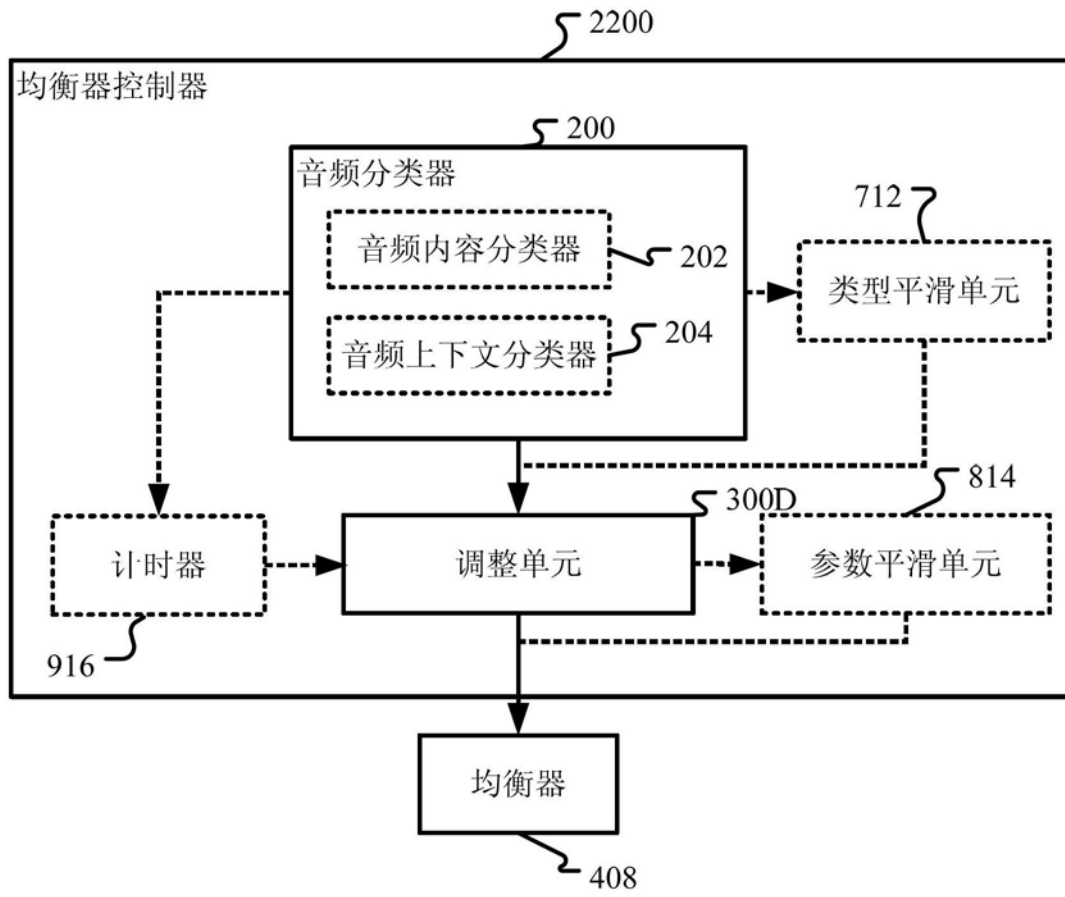 2200
均衡器控制器
200
音频分类器
712
音频内容分类器
202
类型平滑单元
204
音频上下文分类器
814
300D
计时器
调整单元
参数平滑单元
916
均衡器
408